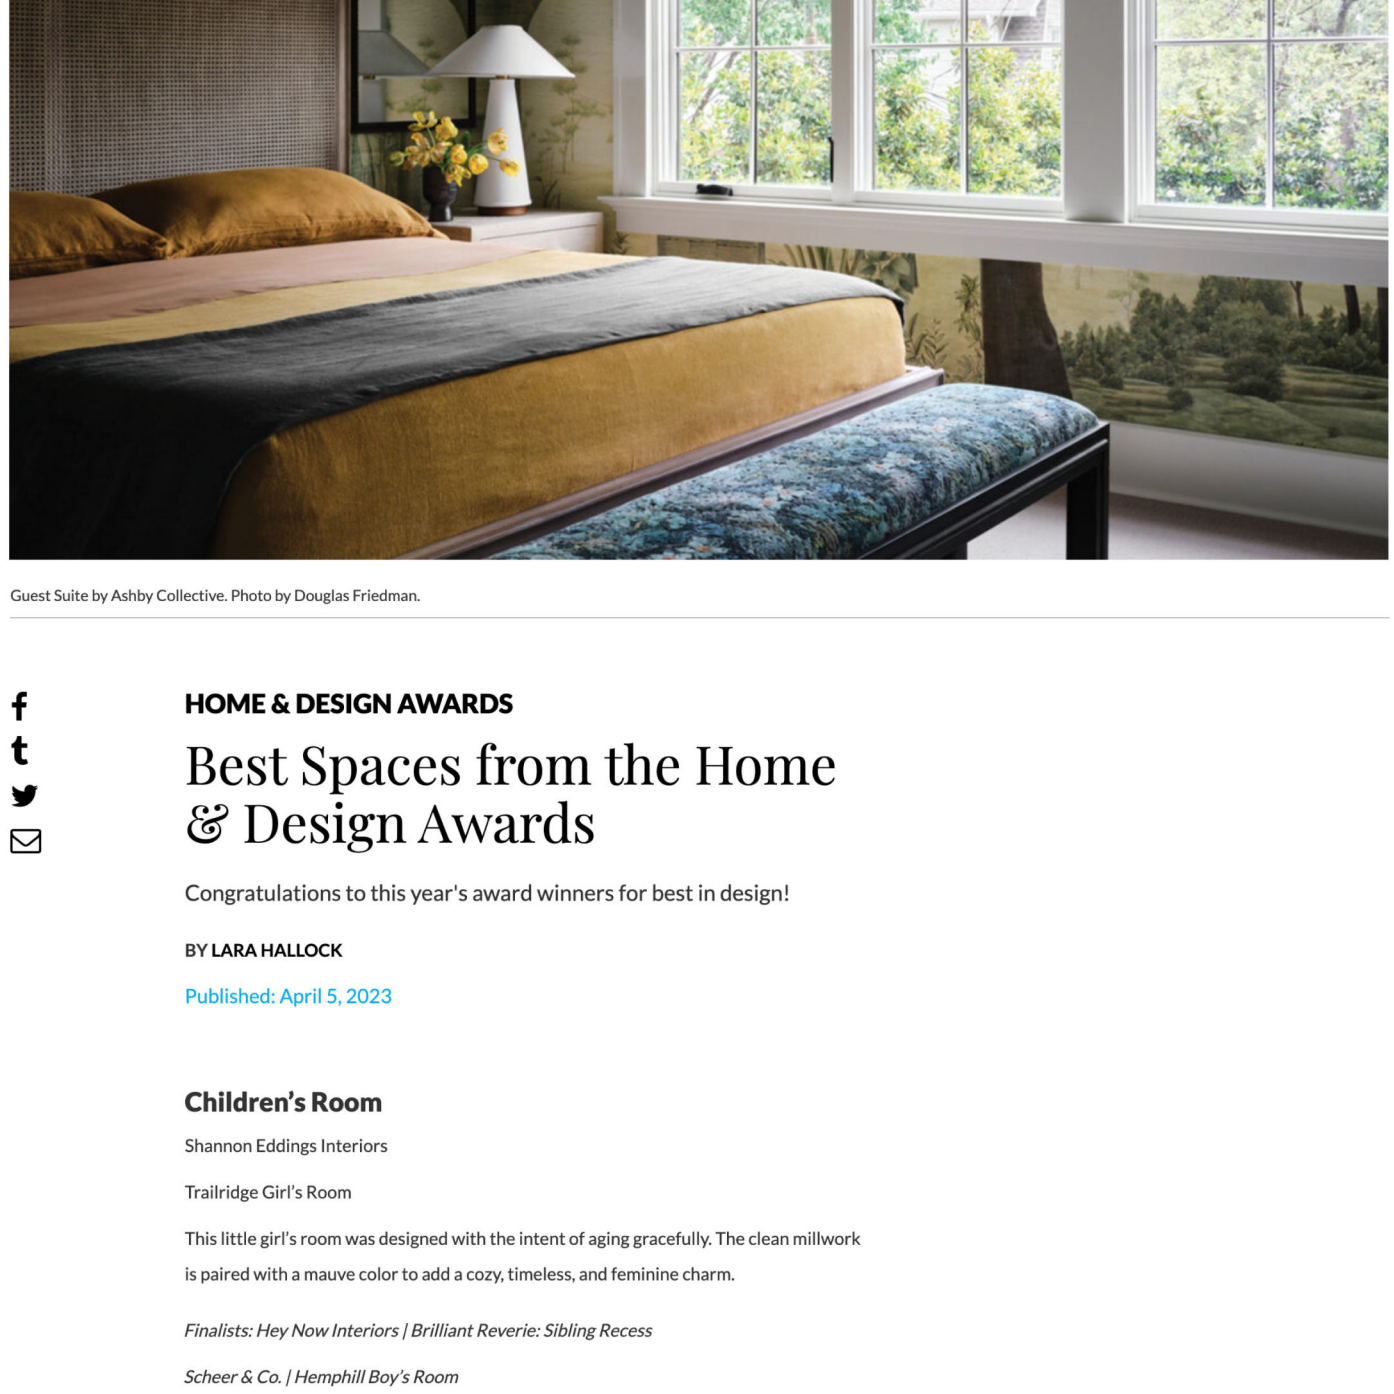 Guest Suite by Ashby Collective. Photo by Douglas Friedman.
HOME & DESIGN AWARDS
Best Spaces from the Home
& Design Awards
Congratulations to this year's award winners for best in design!
BY LARA HALLOCK
Published: April 5, 2023
Children’s Room
Shannon Eddings Interiors
Trailridge Girl’s Room
This little girl’s room was designed with the intent of aging gracefully. The clean millwork
is paired with a mauve color to add a cozy, timeless, and feminine charm.
Finalists: Hey Now Interiors | Brilliant Reverie: Sibling Recess
Scheer & Co. | Hemphill Boy’s Room